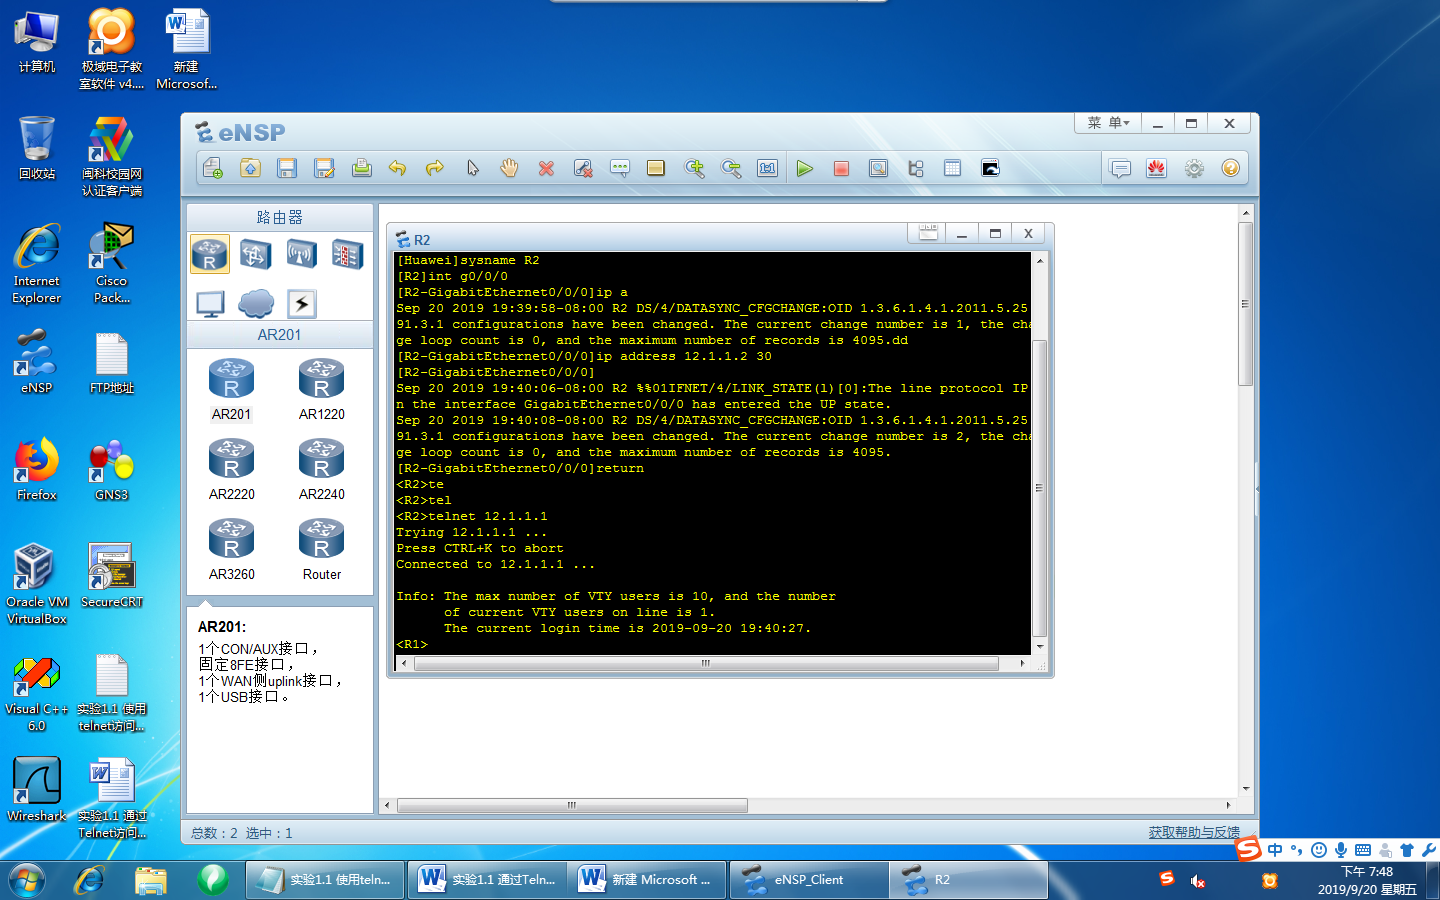 计算机
极域电子教
室软件 v4....
新建
Microsof...
回收站
闽科校园网
认证客户端
Internet
Explorer
Cisco
Pack...
eNSP
FTP地址
Firefox
GNS3
Oracle VM
VirtualBox
SecureCRT
Visual C++
6.0
实验1.1 使用
telnet访问...
Wireshark
实验1.1 通过
Telnet访问...
eNSP
菜 单
路由器
AR201
AR201
AR1220
AR2220
AR2240
AR3260
Router
AR201:
1个CON/AUX接口，
固定8FE接口，
1个WAN侧uplink接口，
1个USB接口。
R2
[Huawei]sysname R2
[R2]int g0/0/0
[R2-GigabitEthernet0/0/0]ip a
Sep 20 2019 19:39:58-08:00 R2 DS/4/DATASYNC_CFGCHANGE:OID 1.3.6.1.4.1.2011.5.25
91.3.1 configurations have been changed. The current change number is 1, the cha
ge loop count is 0, and the maximum number of records is 4095.dd
[R2-GigabitEthernet0/0/0]ip address 12.1.1.2 30
[R2-GigabitEthernet0/0/0]
Sep 20 2019 19:40:06-08:00 R2 %%01IFNET/4/LINK_STATE(l)[0]:The line protocol IP
n the interface GigabitEthernet0/0/0 has entered the UP state.
Sep 20 2019 19:40:08-08:00 R2 DS/4/DATASYNC_CFGCHANGE:OID 1.3.6.1.4.1.2011.5.25
91.3.1 configurations have been changed. The current change number is 2, the cha
ge loop count is 0, and the maximum number of records is 4095.
[R2-GigabitEthernet0/0/0]return
<R2>te
<R2>tel
<R2>telnet 12.1.1.1
Trying 12.1.1.1 ...
Press CTRL+K to abort
Connected to 12.1.1.1 ...
Info: The max number of VTY users is 10, and the number
of current VTY users on line is 1.
The current login time is 2019-09-20 19:40:27.
<R1>
总数：2 选中：1
获取帮助与反馈
中
实验1.1 使用teln...
实验1.1 通过Teln...
新建 Microsoft ...
eNSP_Client
R2
下午 7:48
2019/9/20 星期五